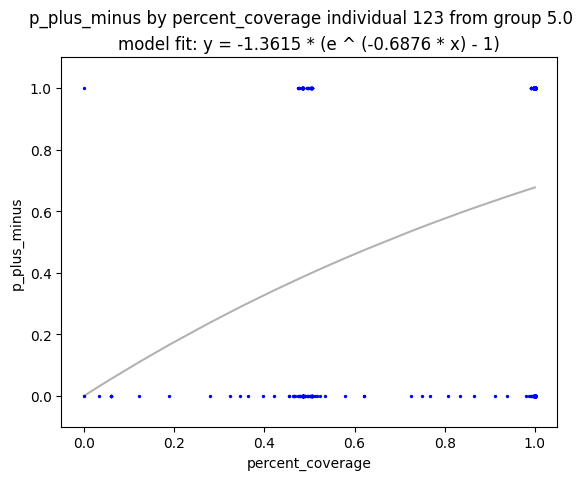 p_plus_minus by percent_coverage individual 123 from group 5.0
model fit: y = -1.3615 * (e ^ (-0.6876 * x) - 1)
1.0
0.8
0.6
0.4
0.2
0.0
p_plus_minus
0.0 0.2 0.4 0.6 0.8 1.0
percent_coverage